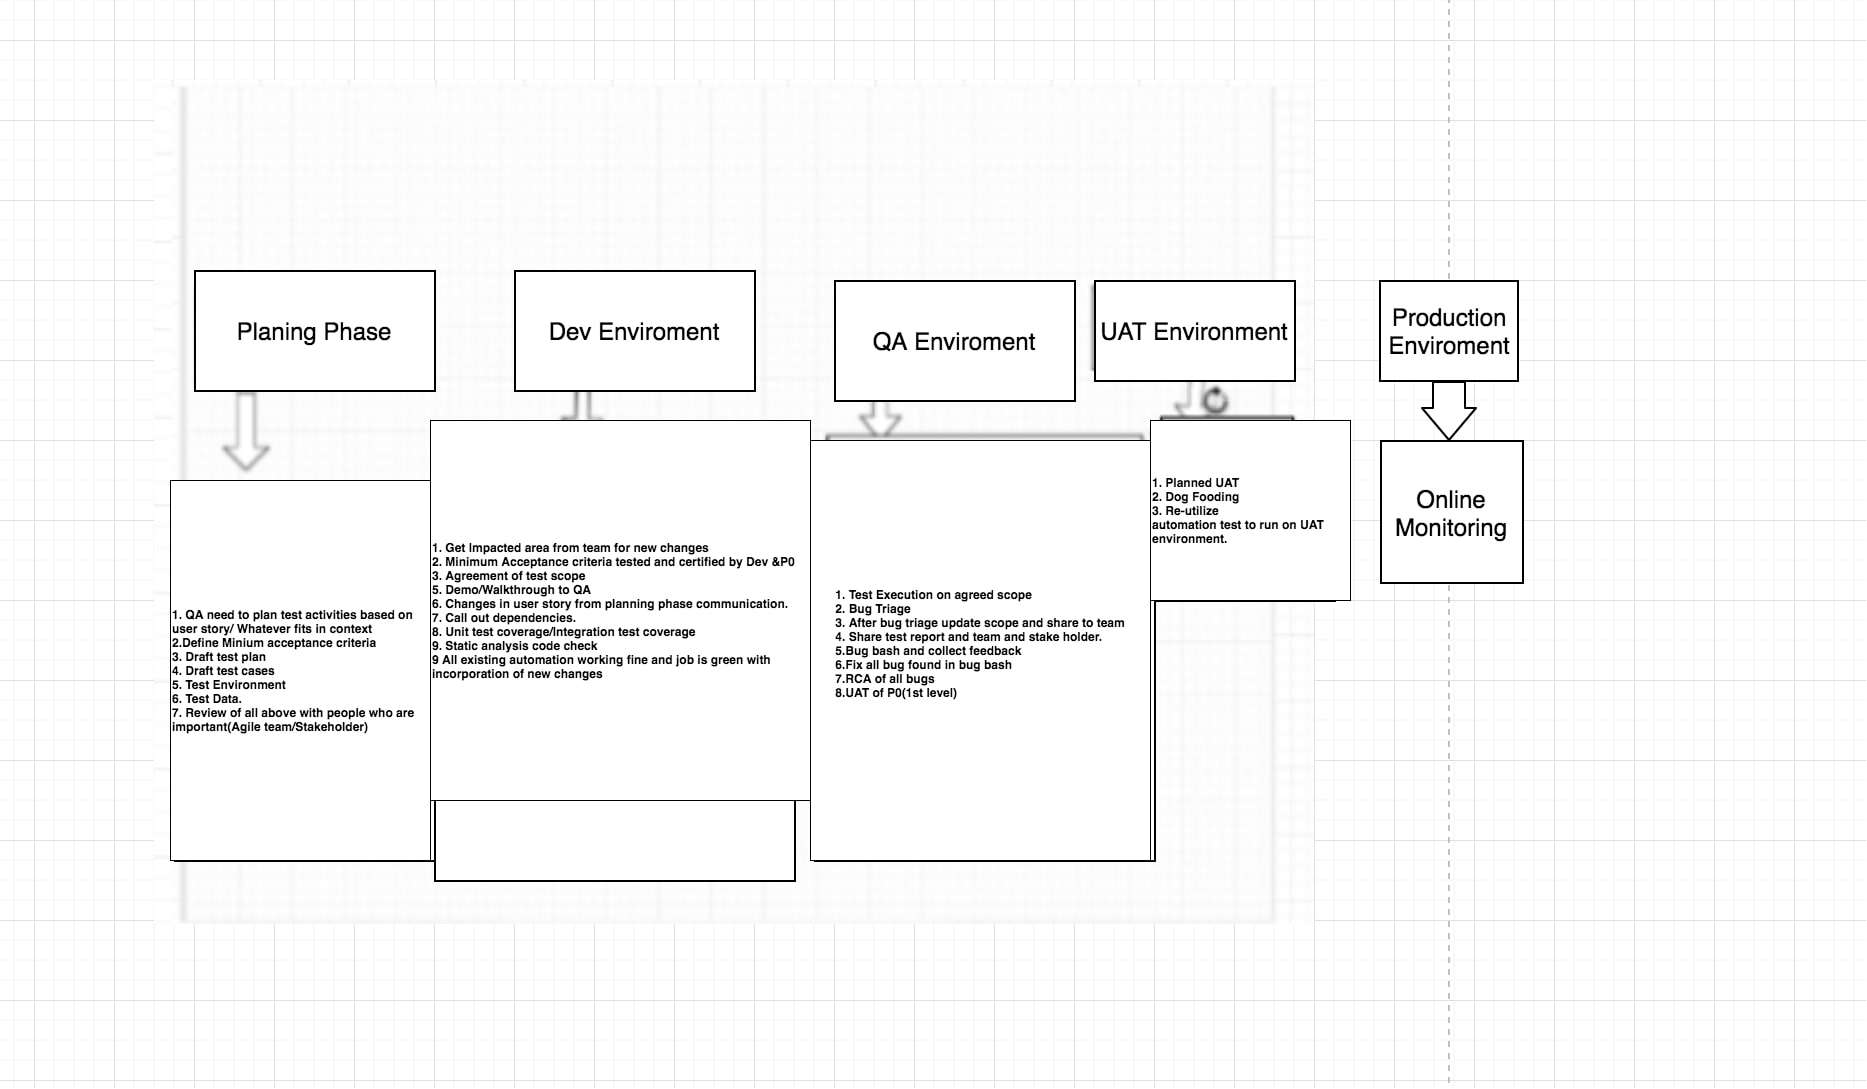 Planing Phase
Dev Enviroment
QA Enviroment
UAT Environment
Production
Enviroment
1. QA need to plan test activities based on
user story/ Whatever fits in context
2.Define Minium acceptance criteria
3. Draft test plan
4. Draft test cases
5. Test Environment
6. Test Data.
7. Review of all above with people who are
important(Agile team/Stakeholder)
1. Get Impacted area from team for new changes
2. Minimum Acceptance criteria tested and certified by Dev &P0
3. Agreement of test scope
5. Demo/Walkthrough to QA
6. Changes in user story from planning phase communication.
7. Call out dependencies.
8. Unit test coverage/Integration test coverage
9. Static analysis code check
9 All existing automation working fine and job is green with
incorporation of new changes
1. Test Execution on agreed scope
2. Bug Triage
3. After bug triage update scope and share to team
4. Share test report and team and stake holder.
5.Bug bash and collect feedback
6.Fix all bug found in bug bash
7.RCA of all bugs
8.UAT of P0(1st level)
1. Planned UAT
2. Dog Fooding
3. Re-utilize
automation test to run on UAT
environment.
Online
Monitoring